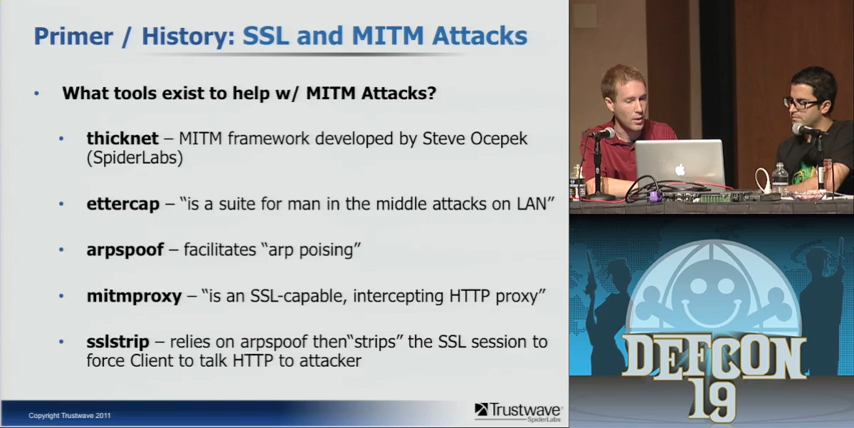 Primer / History: SSL and MITM Attacks
• What tools exist to help w/ MITM Attacks?
• thicknet – MITM framework developed by Steve Ocepek
(SpiderLabs)
• ettercap – “is a suite for man in the middle attacks on LAN”
• arpspoof – facilitates “arp poising”
• mitmproxy – “is an SSL-capable, intercepting HTTP proxy”
• sslstrip – relies on arpspoof then“strips” the SSL session to
force Client to talk HTTP to attacker
Copyright Trustwave 2011
Trustwave®
SpiderLabs
DEFCON
19